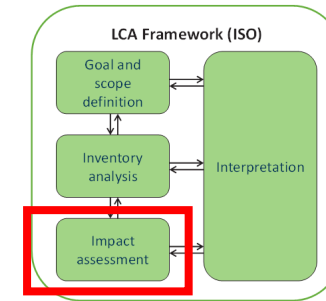 LCA Framework (ISO)
Goal and
scope
definition
Inventory
analysis
Interpretation
Impact
assessment